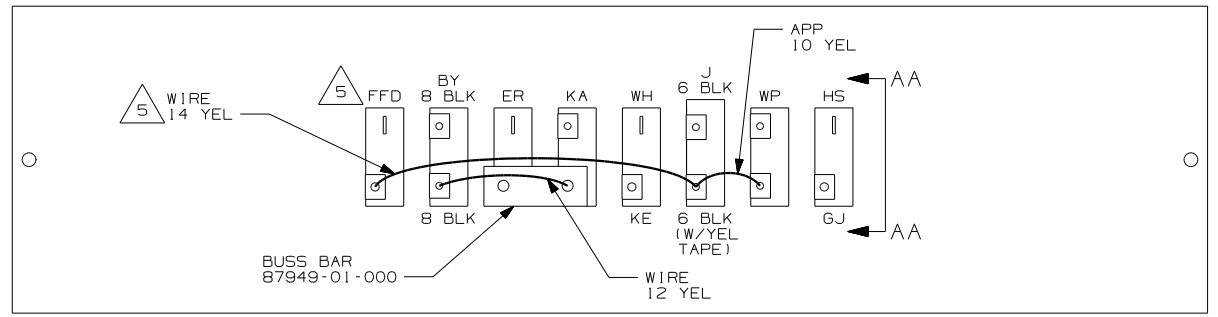 APP
10 YEL
J
BY
6 BLK
AA
5
FFD
8 BLK
ER
KA
WH
WP
HS
5
WIRE
14 YEL
8 BLK
KE
6 BLK
GJ
(W/YEL
TAPE)
AA
BUSS BAR
87949-01-000
WIRE
12 YEL